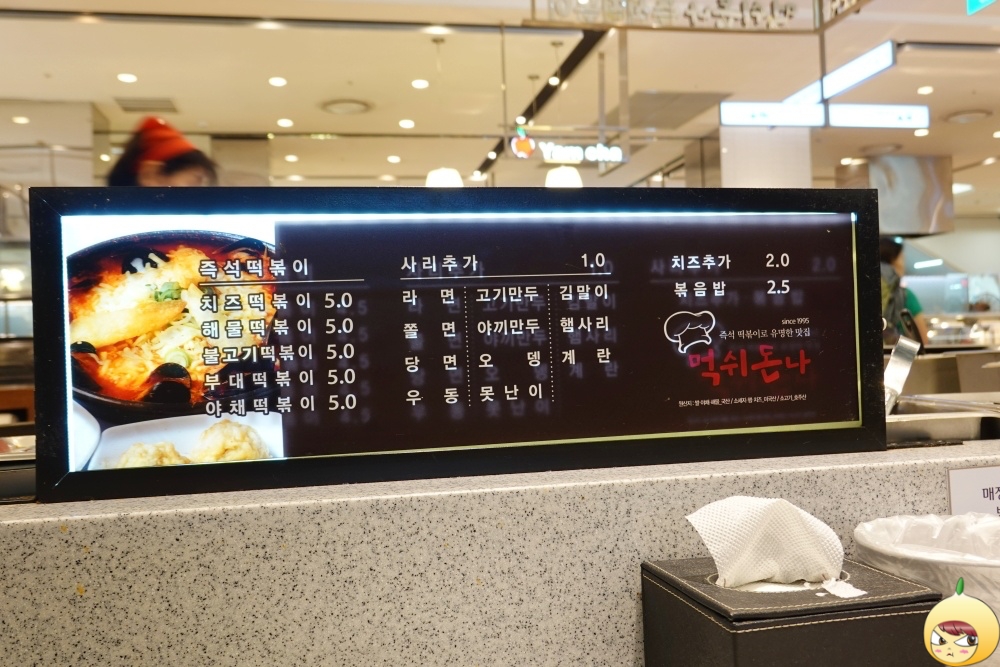 Yam sha
즉석떡볶이
치즈떡볶이 5.0
해물떡볶이 5.0
불고기떡볶이 5.0
부대떡볶이 5.0
야채떡볶이 5.0
사리추가 1.0
라면 고기만두 김말이
쫄면 야끼만두 햄사리
당면 오뎅 계란
우동 못난이
치즈추가 2.0
볶음밥 2.5
since 1995
즉석 떡볶이로 유명한 맛집
먹쉬돈나